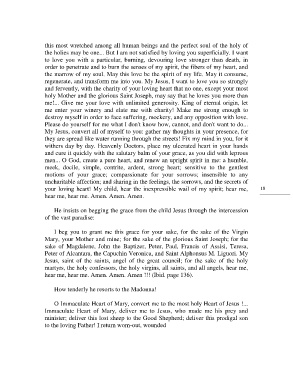 this most watched among all human beings and the perfect soul of the holy of
the holies may be one.. But I am not satisfied by loving you superficially. I want
to love you with a particular, burning, devouring love stronger than death, in
order to penetrate and to burn the senses of my spirit, the fibers of my heart, and
the marrow of my soul. May this love be the spirit of my life. May it consume,
regenerate, and transform me into you. My Jesus, I want to love you so strongly
and fervently, with the charity of your loving heart that no one, except your most
holy Mother and the Glorious Saint Joseph, may say that he loves you more than
me!... Give me your love with unlimited generosity. King of eternal origin, let
me enter your winery and elate me with charity! Make me strong enough to
destroy myself in order to face suffering, mockery, and any opposition with love.
Please do yourself for me what I don't know how, cannot, and don't want to do...
My Jesus, convert all of myself to you: gather my thoughts in your presence, for
they are spread like water running through the streets! Fix my mind in you, for it
withers day by day. Heavenly Doctors, place my ulcerated heart in your hands
and cure it quickly with the salutary balm of your grace, as you did with leprous
men... O God, create a pure heart, and renew an upright spirit in me: a humble,
meek, docile, simple, contrite, ardent, strong heart; sensitive to the gentlest
motions of your grace; compassionate for your sorrows; insensible to any
uncharitable affection; and sharing in the feelings, the sorrows, and the secrets of
your loving heart! My child, hear the inexpressible wail of my spirit; hear me,
hear me, hear me. Amen. Amen. Amen.
18
He insists on begging the grace from the child Jesus through the intercession
of the vast paradise:
I beg you to grant me this grace for your sake, for the sake of the Virgin
Mary, your Mother and mine; for the sake of the glorious Saint Joseph; for the
sake of Magdalene, John the Baptizer, Peter, Paul, Francis of Assisi, Teresa,
Peter of Alcantara, the Capuchin Veronica, and Saint Alphonsus M. Liguori. My
Jesus, saint of the saints, angel of the great council; for the sake of the holy
martyrs, the holy confessors; the holy virgins, all saints, and all angels, hear me,
hear me, hear me. Amen. Amen. Amen !!! (Ibid; page 136).
How tenderly he resorts to the Madonna!
O Immaculate Heart of Mary, convert me to the most holy Heart of Jesus !...
Immaculate Heart of Mary, deliver me to Jesus, who made me his grey and
minister; deliver this lost sheep to the Good Shepherd; deliver this prodigal son
to the loving Father! I return worn-out, wounded